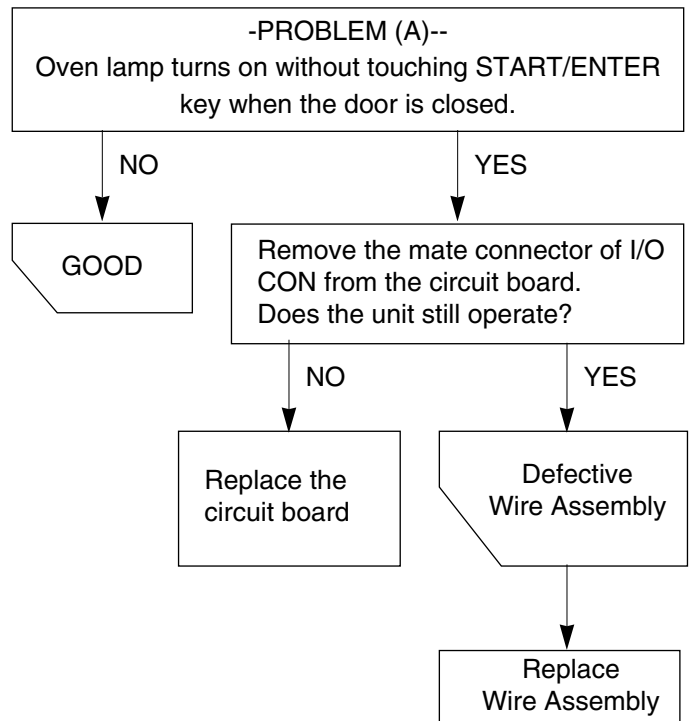 -PROBLEM (A)--
Oven lamp turns on without touching START/ENTER
key when the door is closed.
NO
YES
GOOD
Remove the mate connector of I/O
CON from the circuit board.
Does the unit still operate?
NO
YES
Replace the
circuit board
Defective
Wire Assembly
Replace
Wire Assembly